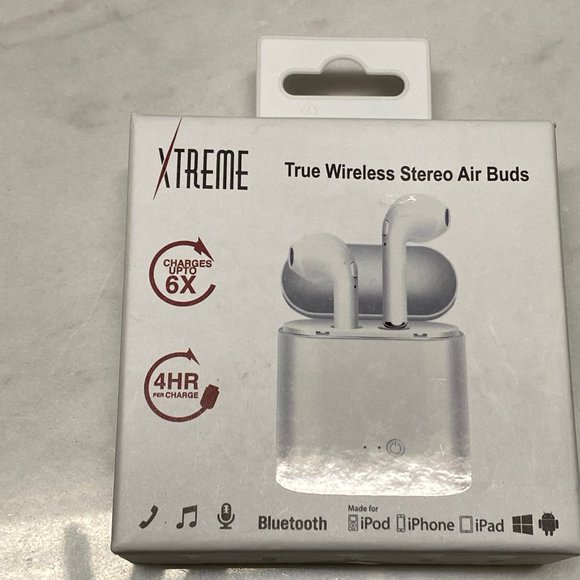 XTREME
True Wireless Stereo Air Buds
CHARGES
UPTO
6X
4HR
PER CHARGE
Bluetooth
Made for
iPod iPhone iPad